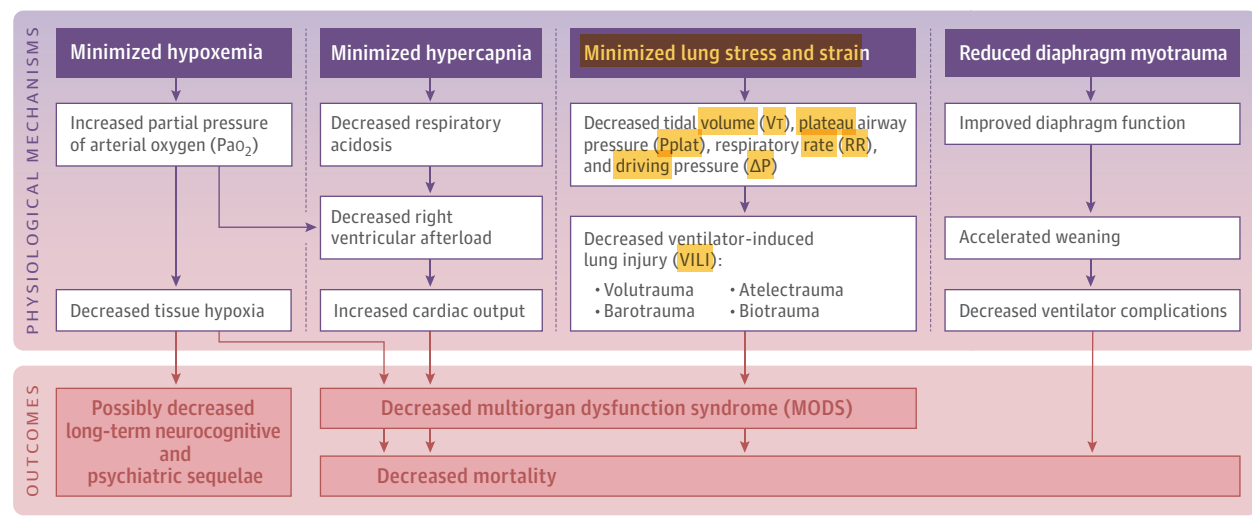 PHYSIOLOGICAL MECHANISMS
Minimized hypoxemia
Increased partial pressure
of arterial oxygen (PaO₂)
Decreased tissue hypoxia
Minimized hypercapnia
Decreased respiratory
acidosis
Decreased right
ventricular afterload
Increased cardiac output
Minimized lung stress and strain
Decreased tidal volume (VT), plateau airway
pressure (Pplat), respiratory rate (RR),
and driving pressure (ΔP)
Decreased ventilator-induced
lung injury (VILI):
• Volutrauma • Atelectrauma
• Barotrauma • Biotrauma
Reduced diaphragm myotrauma
Improved diaphragm function
Accelerated weaning
Decreased ventilator complications
OUTCOMES
Possibly decreased
long-term neurocognitive
and
psychiatric sequelae
Decreased multiorgan dysfunction syndrome (MODS)
Decreased mortality